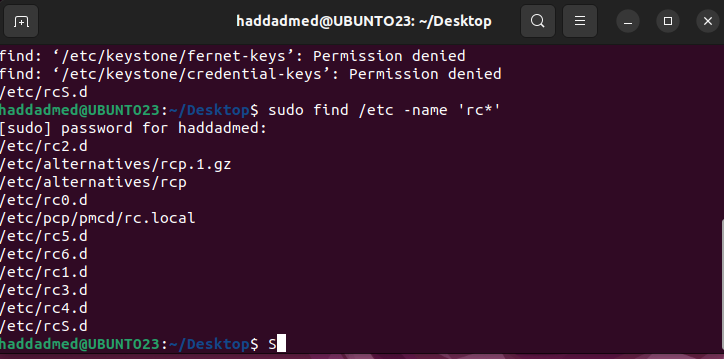 haddadmed@UBUNTO23: ~/Desktop
find: ‘/etc/keystone/fernet-keys’: Permission denied
find: ‘/etc/keystone/credential-keys’: Permission denied
/etc/rcS.d
haddadmed@UBUNTO23:~/Desktop$ sudo find /etc -name 'rc*'
[sudo] password for haddadmed:
/etc/rc2.d
/etc/alternatives/rcp.1.gz
/etc/alternatives/rcp
/etc/rc0.d
/etc/pcp/pmcd/rc.local
/etc/rc5.d
/etc/rc6.d
/etc/rc1.d
/etc/rc3.d
/etc/rc4.d
/etc/rcS.d
haddadmed@UBUNTO23:~/Desktop$ S